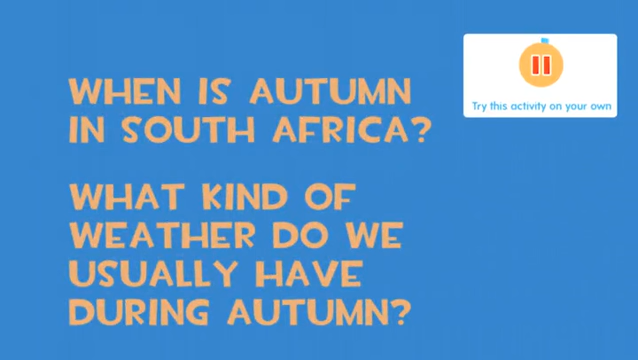 WHEN IS AUTUMN
IN SOUTH AFRICA?
WHAT KIND OF
WEATHER DO WE
USUALLY HAVE
DURING AUTUMN?
Try this activity on your own